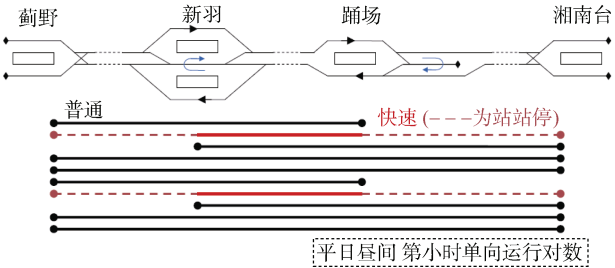 蓟野
新羽
踊场
湘南台
普通
快速(---为站站停)
平日昼间 第小时单向运行对数